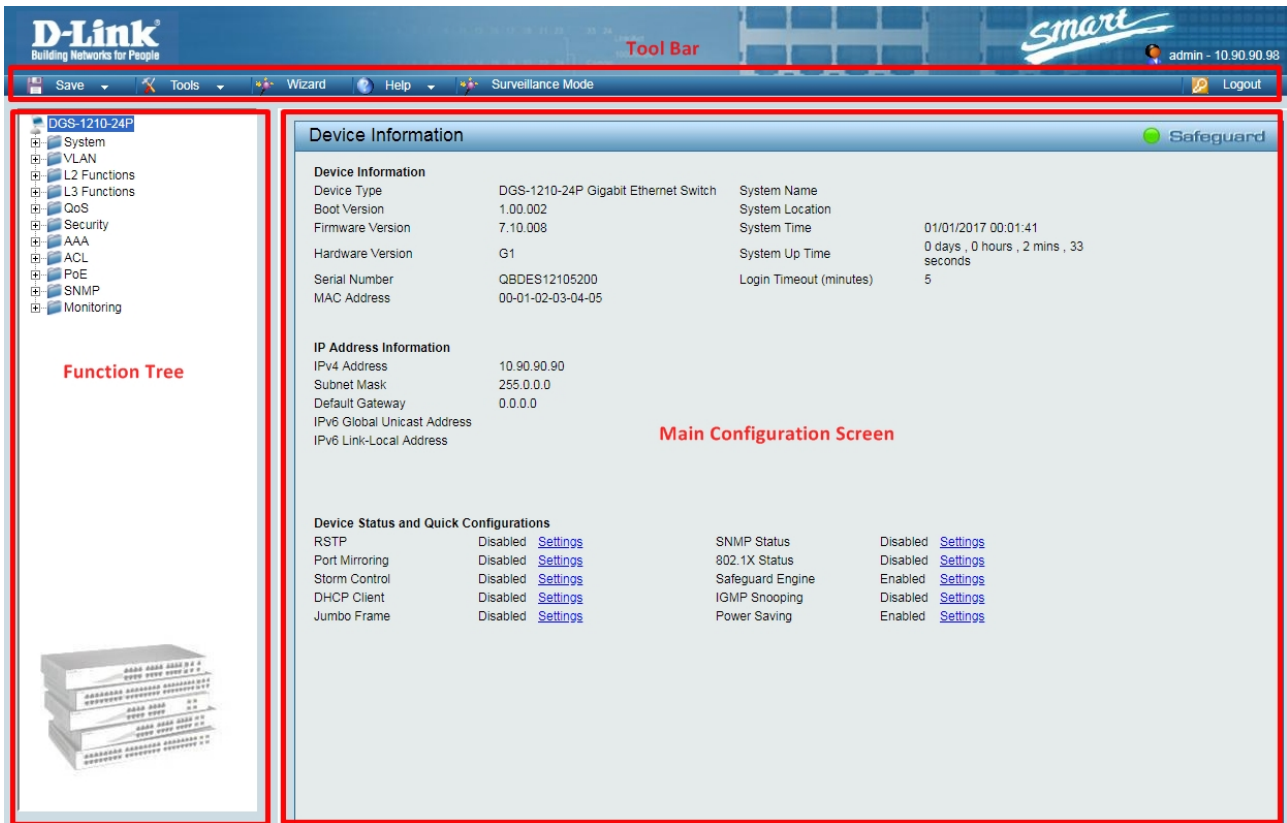 D-Link
Building Networks for People
Tool Bar
smart
admin - 10.90.90.98
Save Tools Wizard Help Surveillance Mode Logout
DGS-1210-24P
System
VLAN
L2 Functions
L3 Functions
QoS
Security
AAA
ACL
PoE
SNMP
Monitoring
Function Tree
Device Information Safeguard
Device Information
Device Type DGS-1210-24P Gigabit Ethernet Switch System Name
Boot Version 1.00.002 System Location
Firmware Version 7.10.008 System Time 01/01/2017 00:01:41
Hardware Version G1 System Up Time 0 days , 0 hours , 2 mins , 33 seconds
Serial Number QBDES12105200 Login Timeout (minutes) 5
MAC Address 00-01-02-03-04-05
IP Address Information
IPv4 Address 10.90.90.90
Subnet Mask 255.0.0.0
Default Gateway 0.0.0.0
IPv6 Global Unicast Address
IPv6 Link-Local Address
Main Configuration Screen
Device Status and Quick Configurations
RSTP Disabled Settings SNMP Status Disabled Settings
Port Mirroring Disabled Settings 802.1X Status Disabled Settings
Storm Control Disabled Settings Safeguard Engine Enabled Settings
DHCP Client Disabled Settings IGMP Snooping Disabled Settings
Jumbo Frame Disabled Settings Power Saving Enabled Settings